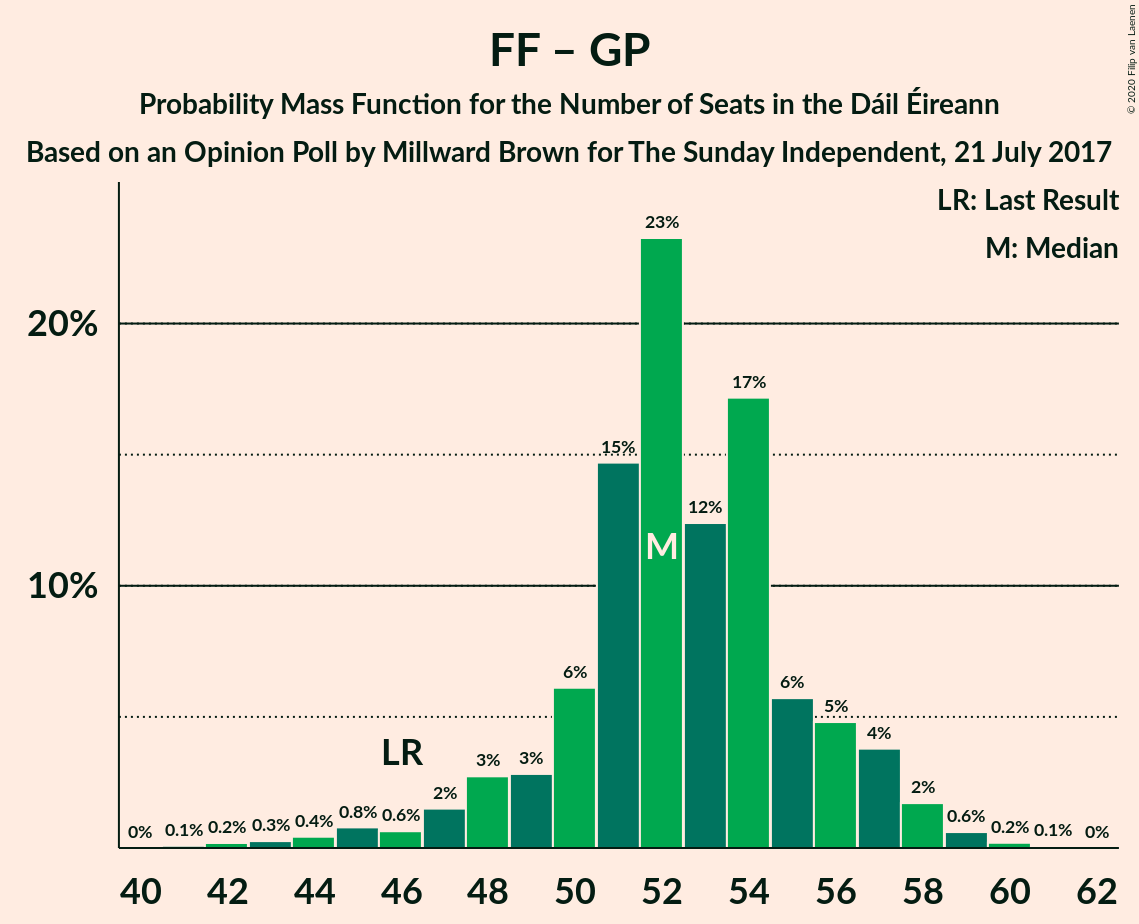 FF – GP
Probability Mass Function for the Number of Seats in the Dáil Éireann
Based on an Opinion Poll by Millward Brown for The Sunday Independent, 21 July 2017
© 2020 Filip van Laenen
LR: Last Result
M: Median
23%
20%
17%
15%
12%
M
10%
6%
6%
5%
LR
4%
3%
3%
2%
2%
0%
0.1%
0.2%
0.3%
0.4%
0.8%
0.6%
0.6%
0.2%
0.1%
0%
40 42 44 46 48 50 52 54 56 58 60 62